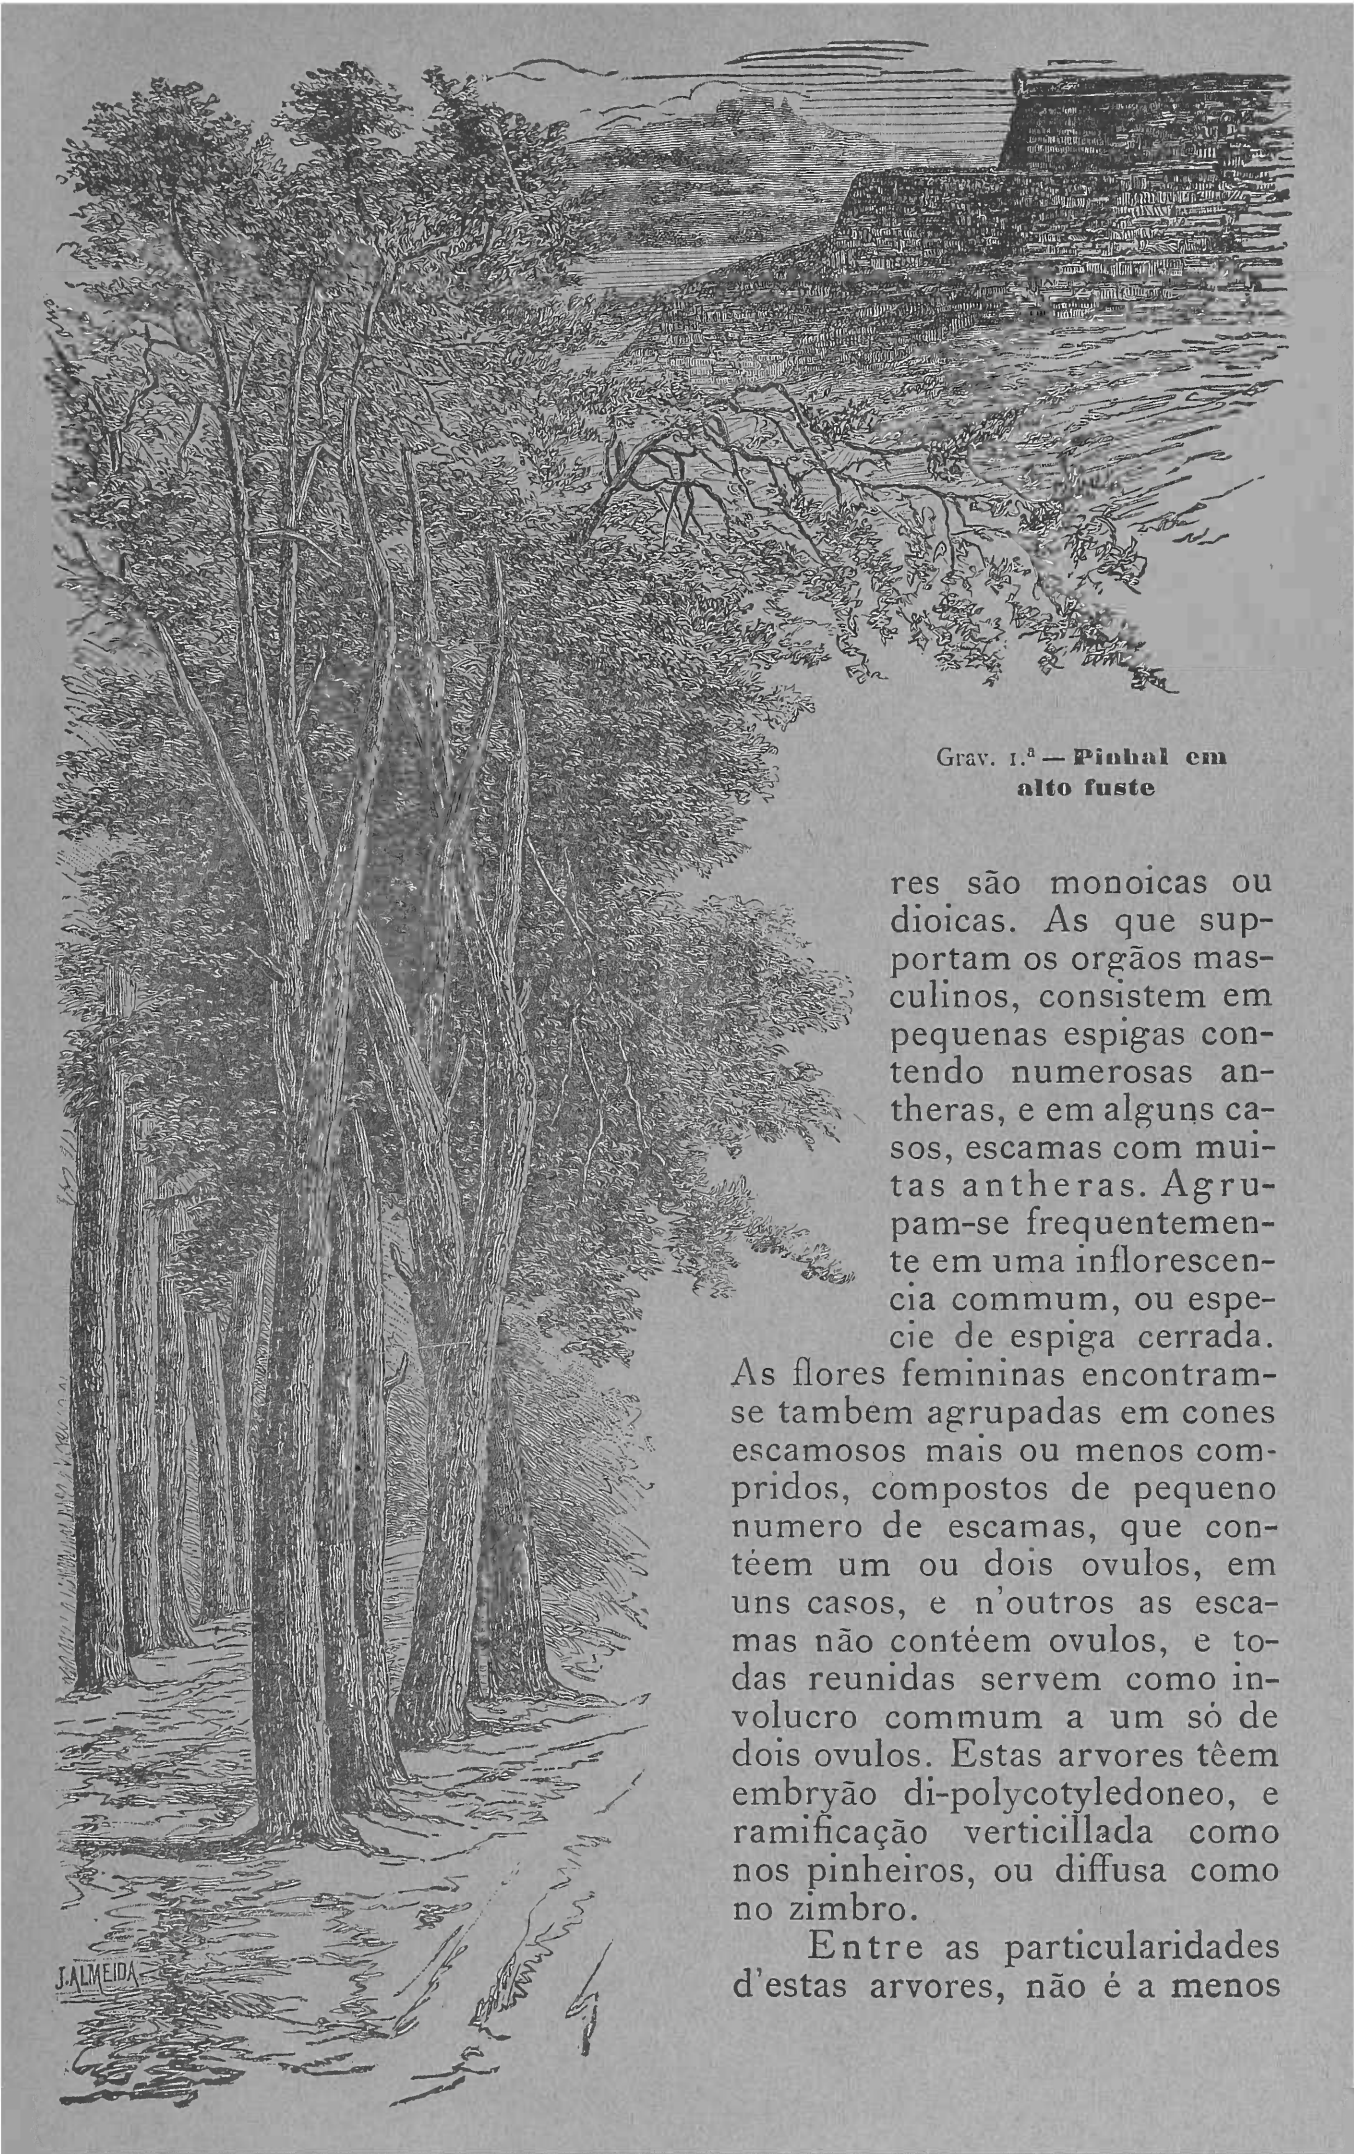 Grav. 1.ª — Pinhal em
alto fuste
res são monoicas ou
dioicas. As que sup-
portam os orgãos mas-
culinos, consistem em
pequenas espigas con-
tendo numerosas an-
theras, e em alguns ca-
sos, escamas com mui-
tas antheras. Agru-
pam-se frequentemen-
te em uma inflorescen-
cia commum, ou espe-
cie de espiga cerrada.
As flores femininas encontram-
se tambem agrupadas em cones
escamosos mais ou menos com-
pridos, compostos de pequeno
numero de escamas, que con-
téem um ou dois ovulos, em
uns casos, e n'outros as esca-
mas não contéem ovulos, e to-
das reunidas servem como in-
volucro commum a um só de
dois ovulos. Estas arvores têem
embryão di-polycotyledoneo, e
ramificação verticillada como
nos pinheiros, ou diffusa como
no zimbro.
Entre as particularidades
d'estas arvores, não é a menos
J. ALMEIDA